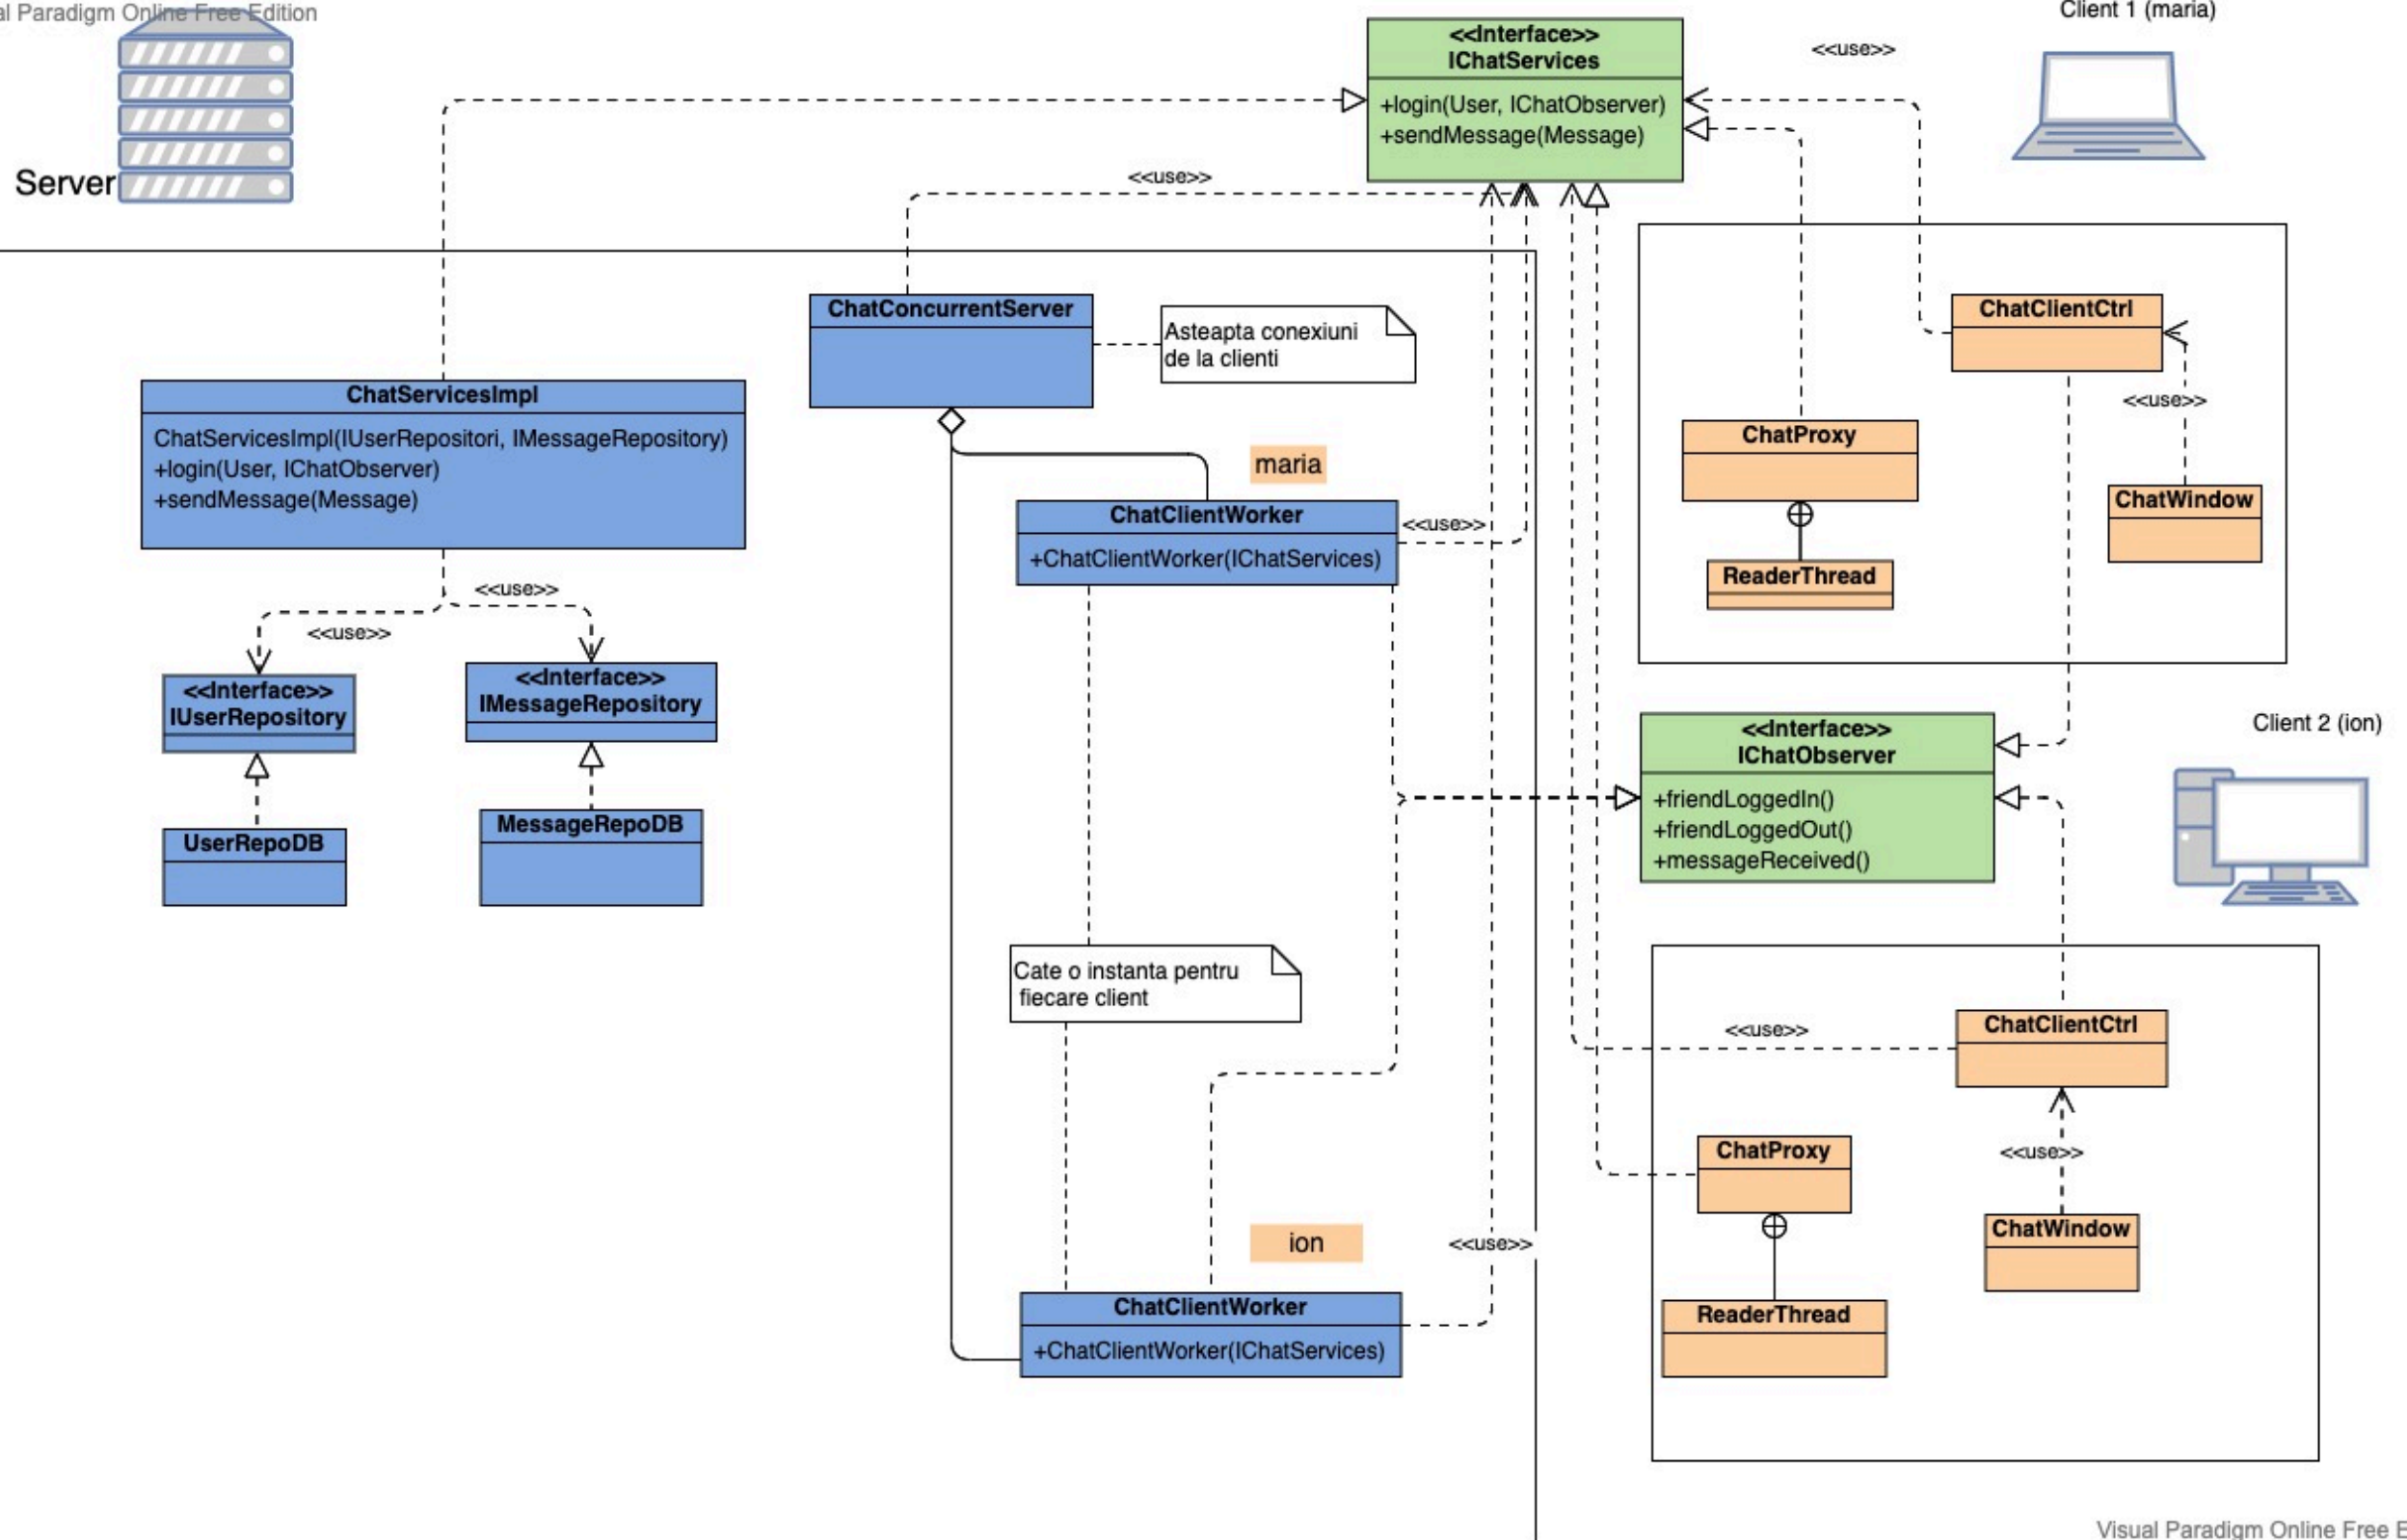 al Paradigm Online Free Edition
Server
<<Interface>>
IChatServices
+login(User, IChatObserver)
+sendMessage(Message)
<<use>>
Client 1 (maria)
<<use>>
ChatConcurrentServer
Asteapta conexiuni
de la clienti
ChatServicesImpl
ChatServicesImpl(IUserRepositori, IMessageRepository)
+login(User, IChatObserver)
+sendMessage(Message)
<<use>>
<<use>>
<<Interface>>
IUserRepository
<<Interface>>
IMessageRepository
UserRepoDB
MessageRepoDB
maria
ChatClientWorker
+ChatClientWorker(IChatServices)
<<use>>
Cate o instanta pentru
fiecare client
ion
ChatClientWorker
+ChatClientWorker(IChatServices)
<<use>>
ChatClientCtrl
<<use>>
ChatProxy
ChatWindow
ReaderThread
<<Interface>>
IChatObserver
+friendLoggedIn()
+friendLoggedOut()
+messageReceived()
Client 2 (ion)
ChatClientCtrl
<<use>>
ChatProxy
<<use>>
ChatWindow
ReaderThread
Visual Paradigm Online Free E